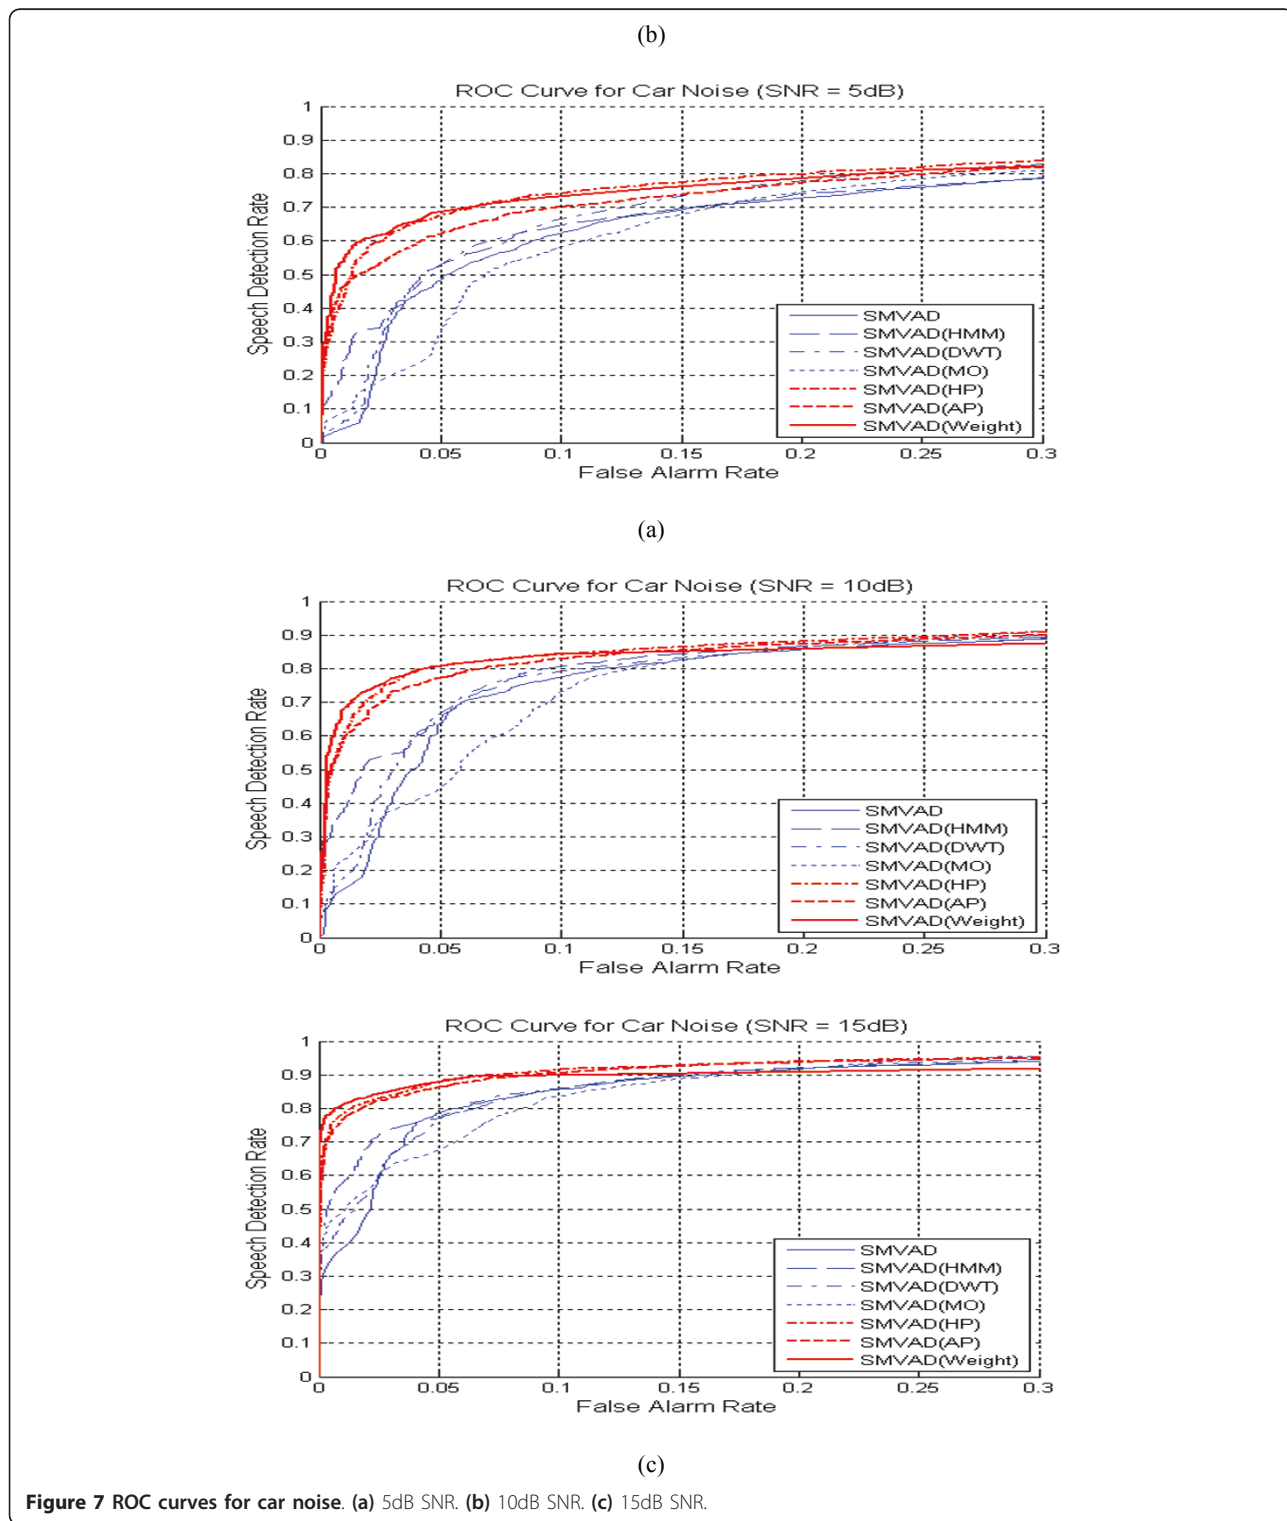 (b)
ROC Curve for Car Noise (SNR = 5dB)
1
0.9
0.8
0.7
0.6
0.5
0.4
0.3
0.2
0.1
0
Speech Detection Rate
SMVAD
SMVAD(HMM)
SMVAD(DWT)
SMVAD(MO)
SMVAD(HP)
SMVAD(AP)
SMVAD(Weight)
0 0.05 0.1 0.15 0.2 0.25 0.3
False Alarm Rate
(a)
ROC Curve for Car Noise (SNR = 10dB)
1
0.9
0.8
0.7
0.6
0.5
0.4
0.3
0.2
0.1
0
Speech Detection Rate
SMVAD
SMVAD(HMM)
SMVAD(DWT)
SMVAD(MO)
SMVAD(HP)
SMVAD(AP)
SMVAD(Weight)
0 0.05 0.1 0.15 0.2 0.25 0.3
False Alarm Rate
ROC Curve for Car Noise (SNR = 15dB)
1
0.9
0.8
0.7
0.6
0.5
0.4
0.3
0.2
0.1
0
Speech Detection Rate
SMVAD
SMVAD(HMM)
SMVAD(DWT)
SMVAD(MO)
SMVAD(HP)
SMVAD(AP)
SMVAD(Weight)
0 0.05 0.1 0.15 0.2 0.25 0.3
False Alarm Rate
(c)
Figure 7 ROC curves for car noise. (a) 5dB SNR. (b) 10dB SNR. (c) 15dB SNR.